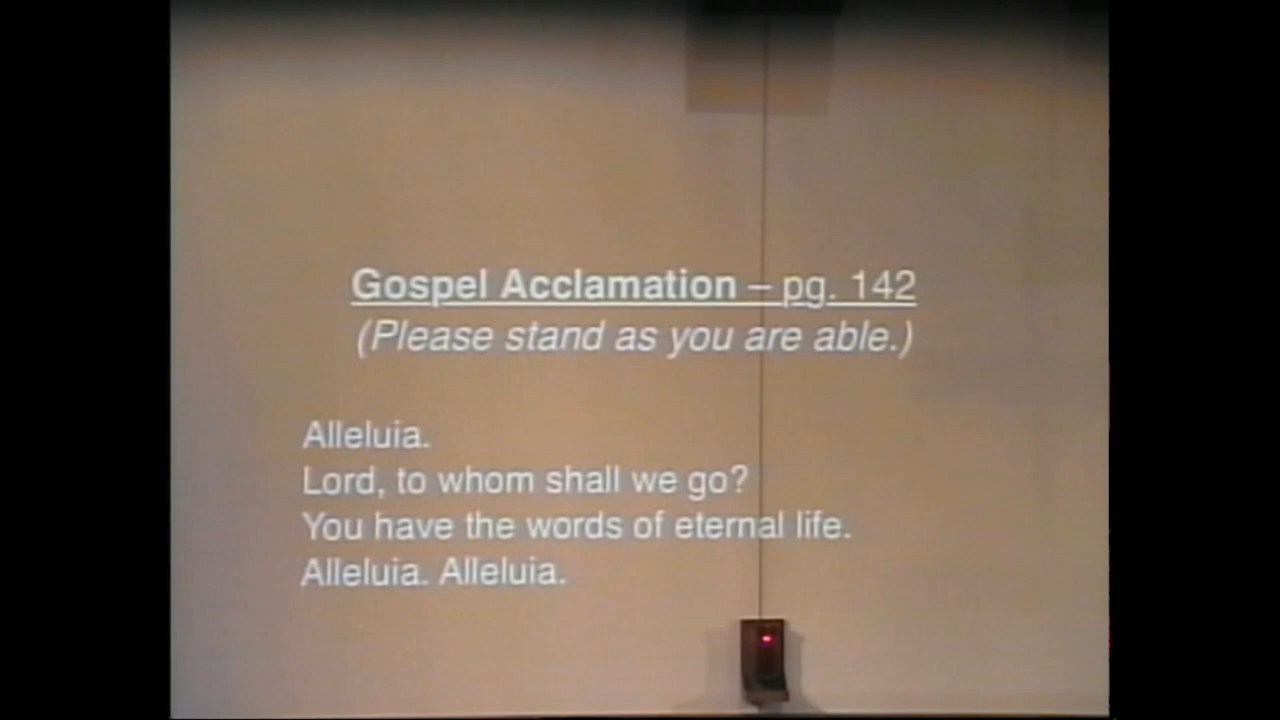 Gospel Acclamation – pg. 142
(Please stand as you are able.)
Alleluia.
Lord, to whom shall we go?
You have the words of eternal life.
Alleluia. Alleluia.